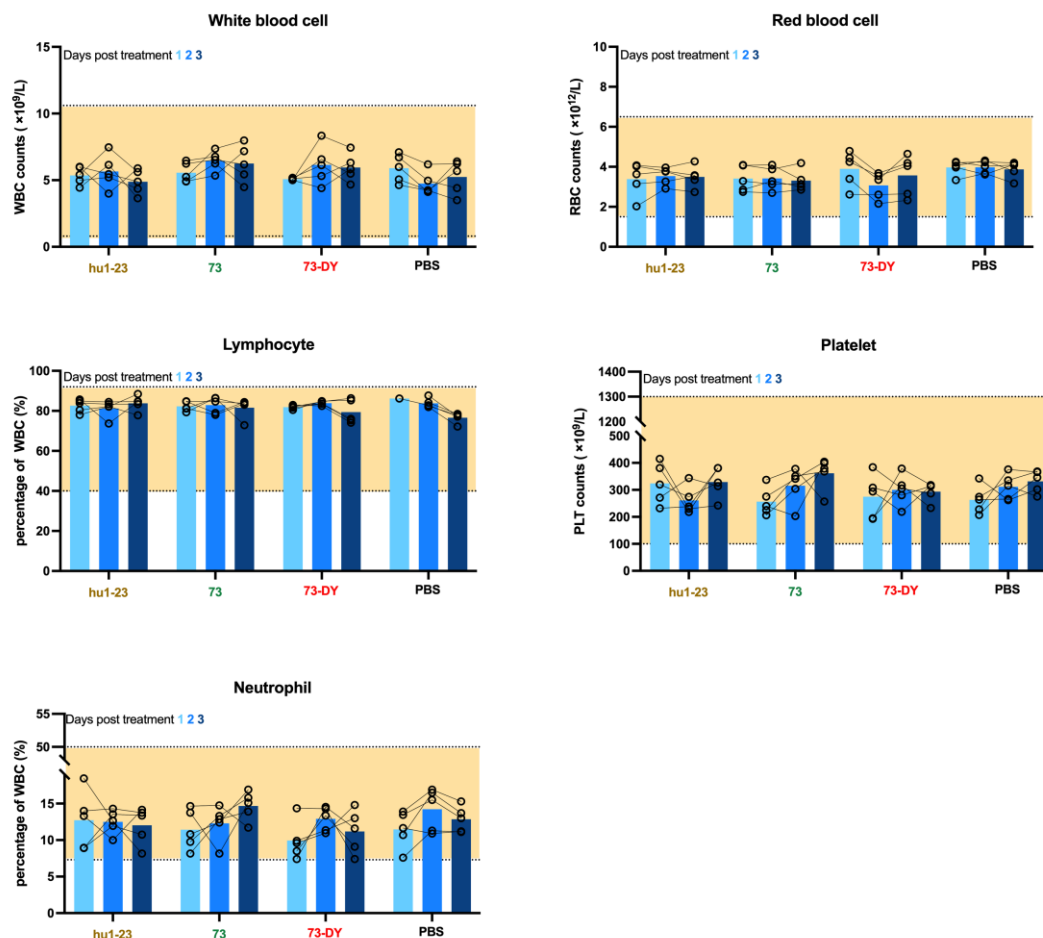 White blood cell
15
Days post treatment 1 2 3
10
5
0
WBC counts ( ×10⁹/L)
hu1-23 73 73-DY PBS
Red blood cell
10
Days post treatment 1 2 3
8
6
4
2
0
RBC counts ( ×10¹²/L)
hu1-23 73 73-DY PBS
Lymphocyte
100
Days post treatment 1 2 3
80
60
40
20
0
percentage of WBC (%)
hu1-23 73 73-DY PBS
Platelet
1400
Days post treatment 1 2 3
1300
1200
500
400
300
200
100
0
PLT counts (×10⁹/L)
hu1-23 73 73-DY PBS
Neutrophil
55
Days post treatment 1 2 3
50
15
10
5
0
percentage of WBC (%)
hu1-23 73 73-DY PBS